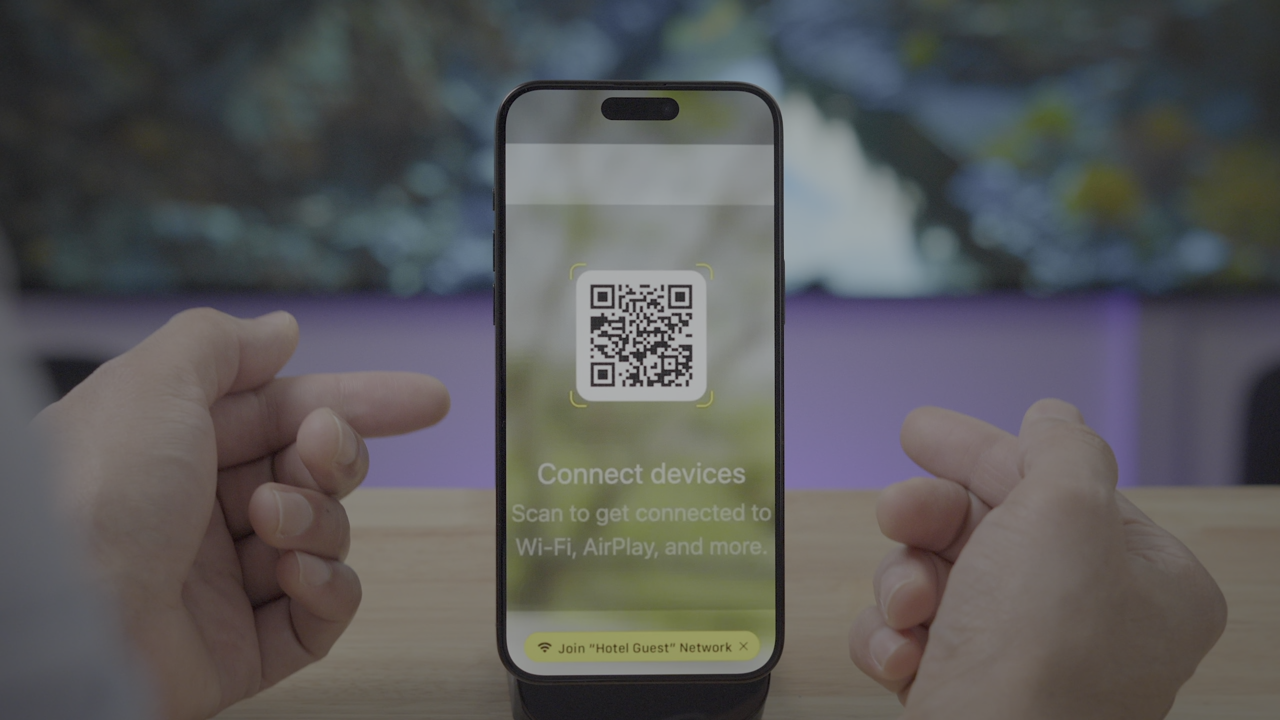 Connect devices
Scan to get connected to
Wi-Fi, AirPlay, and more.
Join “Hotel Guest” Network